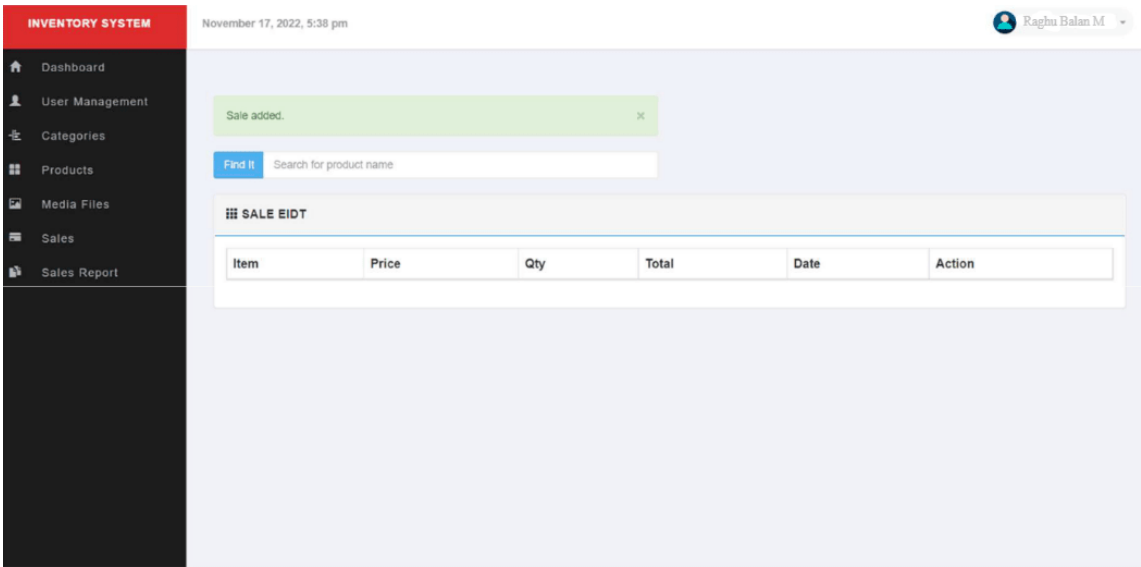 INVENTORY SYSTEM
November 17, 2022, 5:38 pm
Raghu Balan M
Dashboard
User Management
Categories
Products
Media Files
Sales
Sales Report
Sale added.
×
Find It
Search for product name
SALE EIDT
Item Price Qty Total Date Action